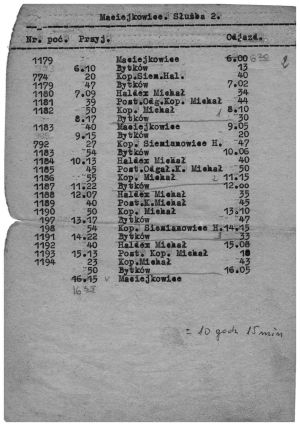 Maciejkowice. Służba 2.
Nr. poć. Przyj. Odjazd.
1179 Maciejkowice 6.00 6 30
6.10 Bytków 13
774 20 Kop.Siem.Hal. 40
1179 47 Bytków 7.02
1180 7.09 Haldex Michał 34
1181 39 Post.Odg.Kop. Michał 44
1182 50 Kop. Michał 8.10
8.17 Bytków 30
1183 40 Maciejkowice 9.05
9.15 Bytków 20
792 27 Kop. Siemianowice H. 47
1183 54 Bytków 10.06
1184 10.13 Haldex Michał 40
1185 45 Post.Odgał.K. Michał 50
1186 55 Kop. Michał 11.15
1187 11.22 Bytków 12.00
1188 12.07 Haldex Michał 35
1189 40 Post.K.Michał 45
1190 50 Kop. Michał 13.10
197 13.17 Bytków 47
198 54 Kop. Siemianowice H. 14.15
1191 14.22 Bytków 33
1192 40 Haldex Michał 15.08
1193 15.13 Post. Kop. Michał 18
1194 23 Kop.Michał 43
50 Bytków 16.05
16.15 Maciejkowice
= 10 godz 15 min